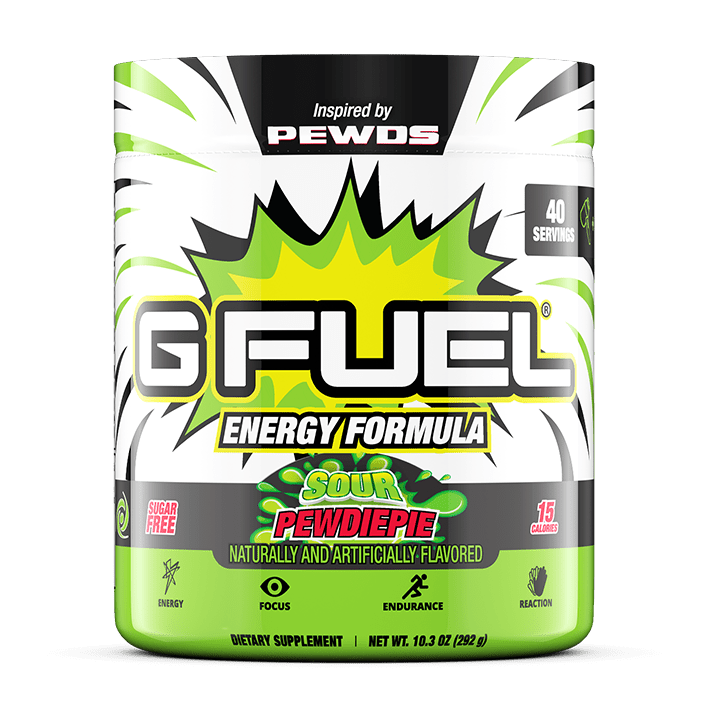 Inspired by
PEWDS
40
SERVINGS
G FUEL®
ENERGY FORMULA
SOUR
PEWDIEPIE
SUGAR
FREE
15
CALORIES
NATURALLY AND ARTIFICIALLY FLAVORED
ENERGY
FOCUS
ENDURANCE
REACTION
DIETARY SUPPLEMENT | NET WT. 10.3 OZ (292 g)